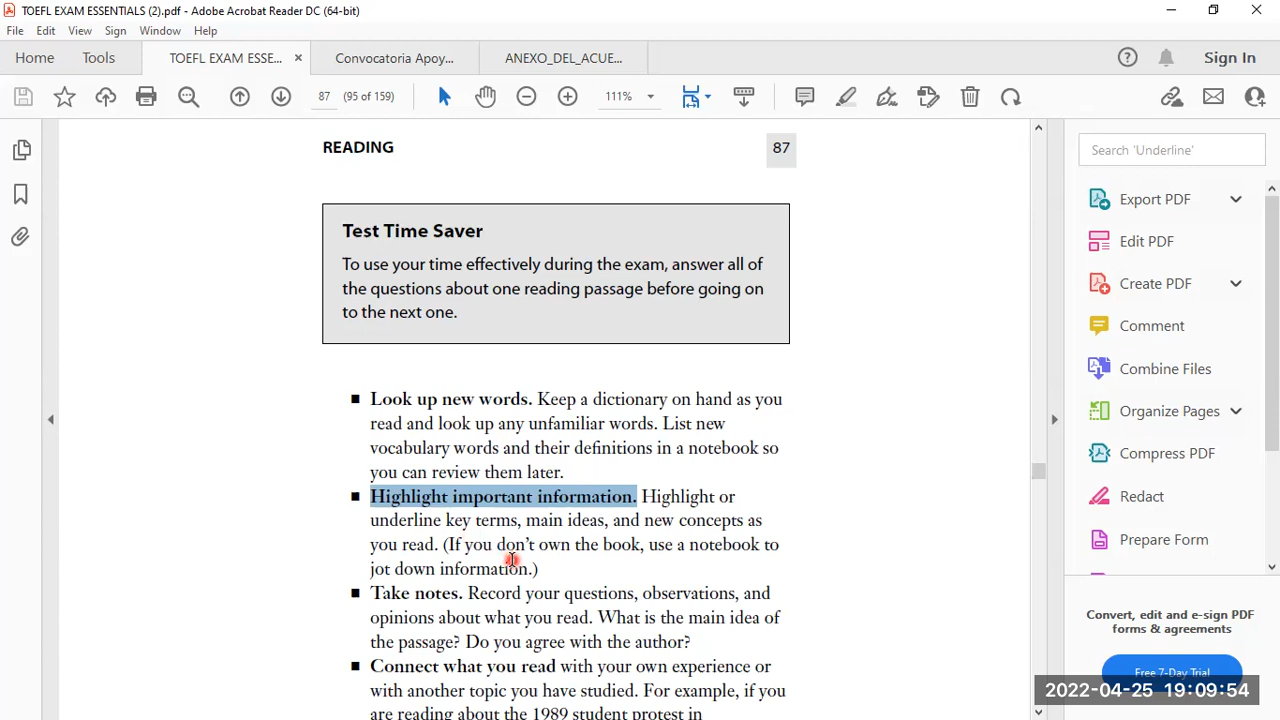 TOEFL EXAM ESSENTIALS (2).pdf - Adobe Acrobat Reader DC (64-bit)
File Edit View Sign Window Help
Home Tools TOEFL EXAM ESSE... Convocatoria Apoy... ANEXO_DEL_ACUE... Sign In
87 (95 of 159) 111%
READING 87
Test Time Saver
To use your time effectively during the exam, answer all of
the questions about one reading passage before going on
to the next one.
■ Look up new words. Keep a dictionary on hand as you
read and look up any unfamiliar words. List new
vocabulary words and their definitions in a notebook so
you can review them later.
■ Highlight important information. Highlight or
underline key terms, main ideas, and new concepts as
you read. (If you don't own the book, use a notebook to
jot down information.)
■ Take notes. Record your questions, observations, and
opinions about what you read. What is the main idea of
the passage? Do you agree with the author?
■ Connect what you read with your own experience or
with another topic you have studied. For example, if you
are reading about the 1989 student protest in
Search 'Underline'
Export PDF
Edit PDF
Create PDF
Comment
Combine Files
Organize Pages
Compress PDF
Redact
Protect
Convert, edit and e-sign PDF
forms & agreements
Free 7-Day Trial
2022-04-25 19:09:54